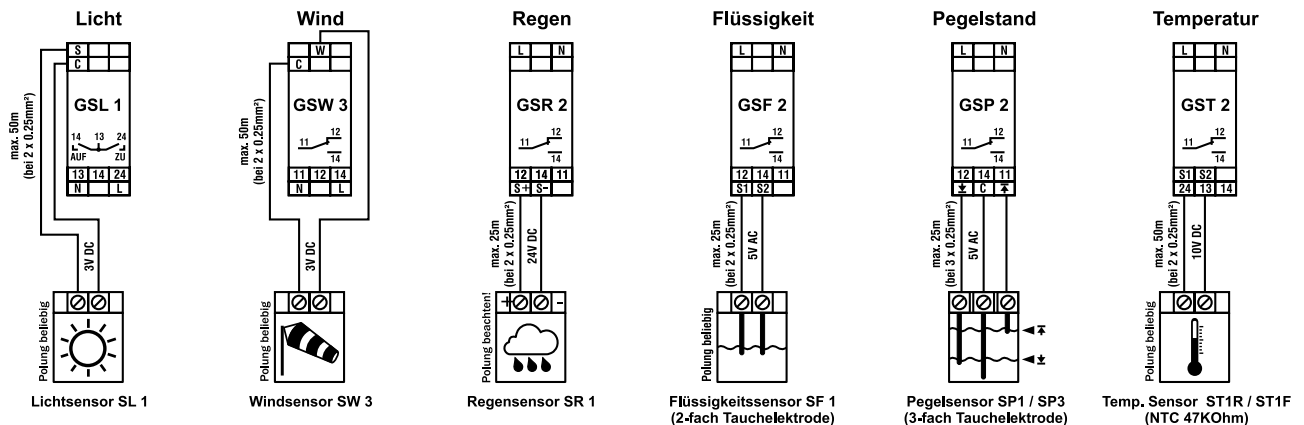 Licht
S
C
GSL 1
14 13 24
AUF ZU
13 14 24
N L
max. 50m
(bei 2 x 0.25mm²)
3V DC
Polung beliebig
Lichtsensor SL 1
Wind
W
C
GSW 3
12
11
14
11 12 14
N L
max. 50m
(bei 2 x 0.25mm²)
3V DC
Polung beliebig
Windsensor SW 3
Regen
L N
GSR 2
12
11
14
12 14 11
S+ S-
max. 25m
(bei 2 x 0.25mm²)
24V DC
+ -
Polung beachten!
Regensensor SR 1
Flüssigkeit
L N
GSF 2
12
11
14
12 14 11
S1 S2
max. 25m
(bei 2 x 0.25mm²)
5V AC
Polung beliebig
Flüssigkeitssensor SF 1
(2-fach Tauchelektrode)
Pegelstand
L N
GSP 2
12
11
14
12 14 11
C
max. 25m
(bei 3 x 0.25mm²)
5V AC
Pegelsensor SP1 / SP3
(3-fach Tauchelektrode)
Temperatur
L N
GST 2
12
11
14
S1 S2
24 13 14
max. 50m
(bei 2 x 0.25mm²)
10V DC
Polung beliebig
Temp. Sensor ST1R / ST1F
(NTC 47KOhm)